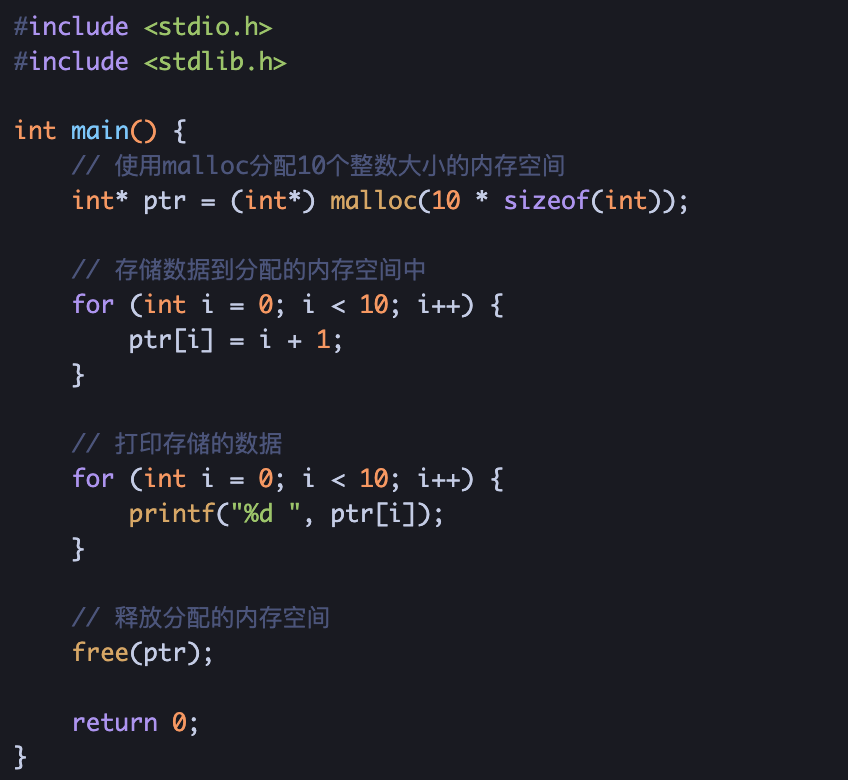 #include <stdio.h>
#include <stdlib.h>

int main() {
    // 使用malloc分配10个整数大小的内存空间
    int* ptr = (int*) malloc(10 * sizeof(int));

    // 存储数据到分配的内存空间中
    for (int i = 0; i < 10; i++) {
        ptr[i] = i + 1;
    }

    // 打印存储的数据
    for (int i = 0; i < 10; i++) {
        printf("%d ", ptr[i]);
    }

    // 释放分配的内存空间
    free(ptr);

    return 0;
}